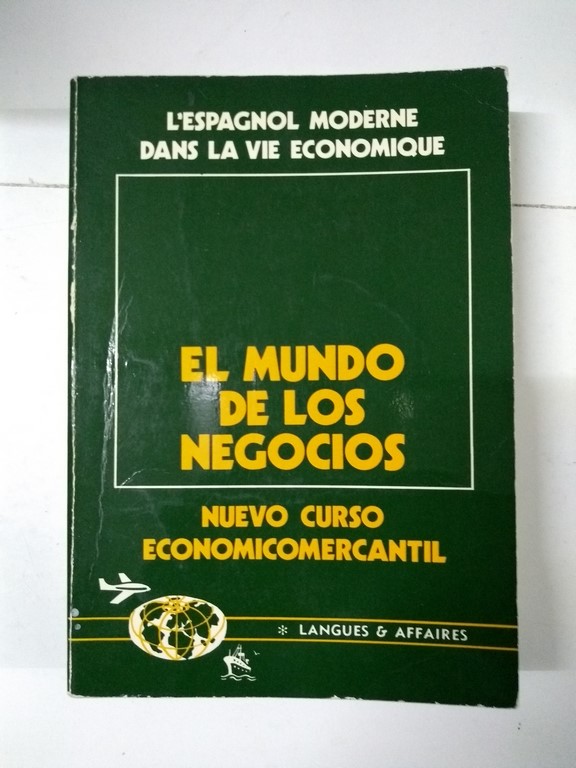 L'ESPAGNOL MODERNE
DANS LA VIE ECONOMIQUE
EL MUNDO
DE LOS
NEGOCIOS
NUEVO CURSO
ECONOMICOMERCANTIL
* LANGUES & AFFAIRES